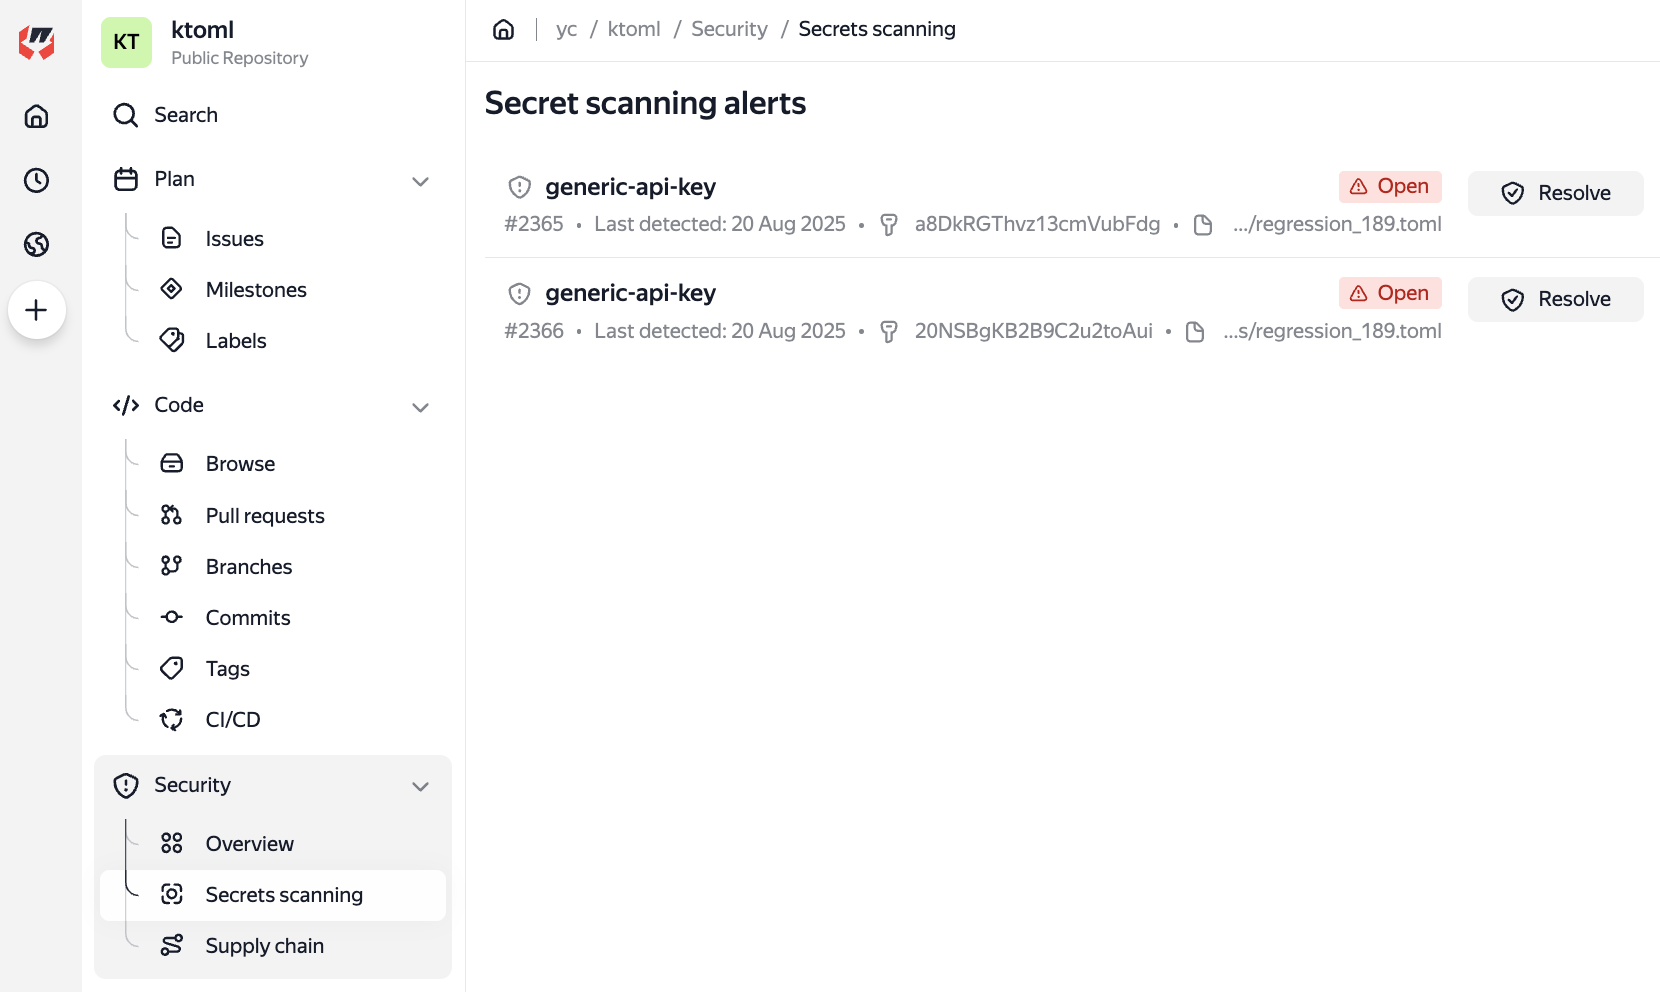 KT
ktoml
Public Repository
Search
Plan
Issues
Milestones
Labels
Code
Browse
Pull requests
Branches
Commits
Tags
CI/CD
Security
Overview
Secrets scanning
Supply chain
yc / ktoml / Security / Secrets scanning
Secret scanning alerts
generic-api-key
Open
Resolve
#2365 • Last detected: 20 Aug 2025 • a8DkRGThvz13cmVubFdg • .../regression_189.toml
generic-api-key
Open
Resolve
#2366 • Last detected: 20 Aug 2025 • 20NSBgKB2B9C2u2toAui • ...s/regression_189.toml